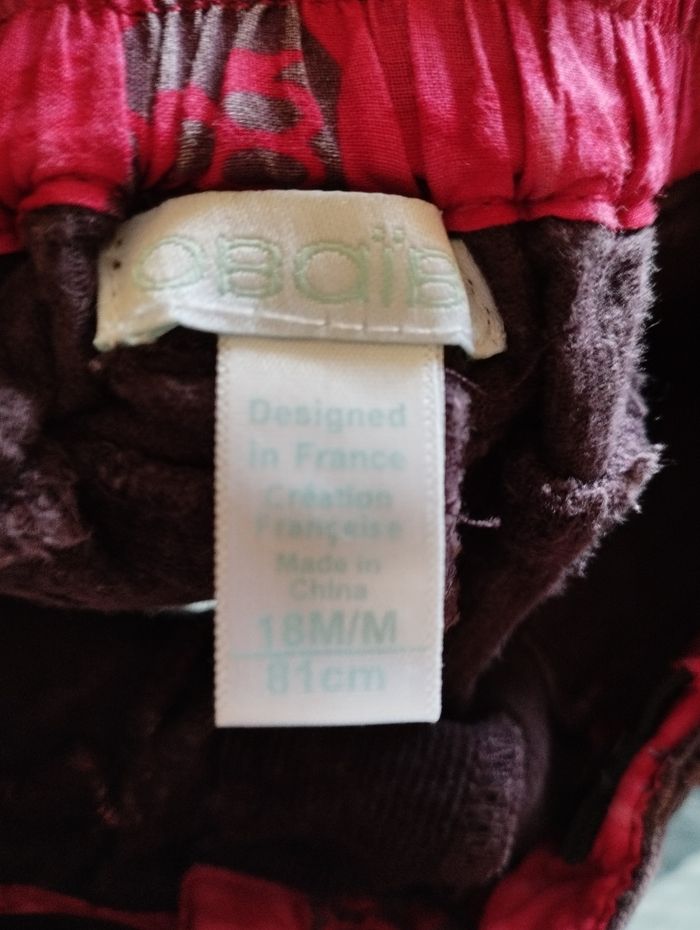 obaïbi
Designed
in France
Création
Française
Made in
China
18M/M
81cm